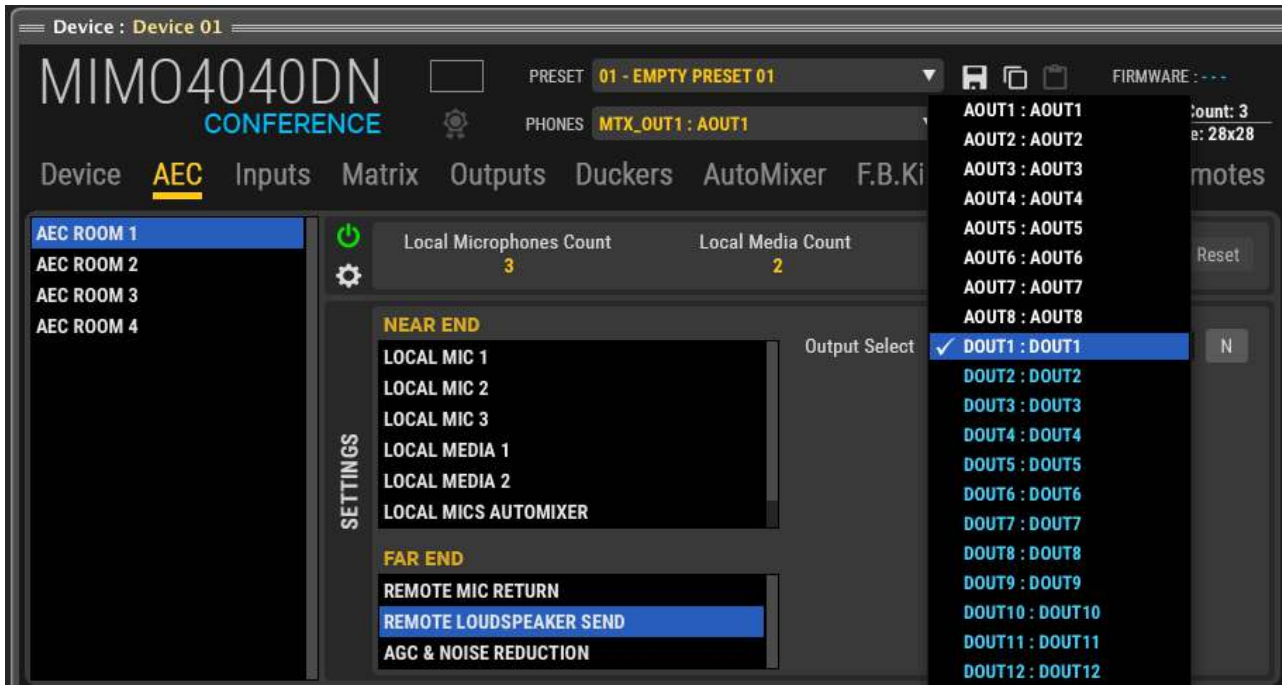 Device : Device 01
MIMO4040DN
CONFERENCE
PRESET 01 - EMPTY PRESET 01
FIRMWARE : - - -
PHONES MTX_OUT1 : AOUT1
Count: 3
28x28
Device AEC Inputs Matrix Outputs Duckers AutoMixer F.B.Ki
AEC ROOM 1
AEC ROOM 2
AEC ROOM 3
AEC ROOM 4
Local Microphones Count
3
Local Media Count
2
Reset
SETTINGS
NEAR END
LOCAL MIC 1
LOCAL MIC 2
LOCAL MIC 3
LOCAL MEDIA 1
LOCAL MEDIA 2
LOCAL MICS AUTOMIXER
FAR END
REMOTE MIC RETURN
REMOTE LOUDSPEAKER SEND
AGC & NOISE REDUCTION
Output Select
N
AOUT1 : AOUT1
AOUT2 : AOUT2
AOUT3 : AOUT3
AOUT4 : AOUT4
AOUT5 : AOUT5
AOUT6 : AOUT6
AOUT7 : AOUT7
AOUT8 : AOUT8
DOUT1 : DOUT1
DOUT2 : DOUT2
DOUT3 : DOUT3
DOUT4 : DOUT4
DOUT5 : DOUT5
DOUT6 : DOUT6
DOUT7 : DOUT7
DOUT8 : DOUT8
DOUT9 : DOUT9
DOUT10 : DOUT10
DOUT11 : DOUT11
DOUT12 : DOUT12